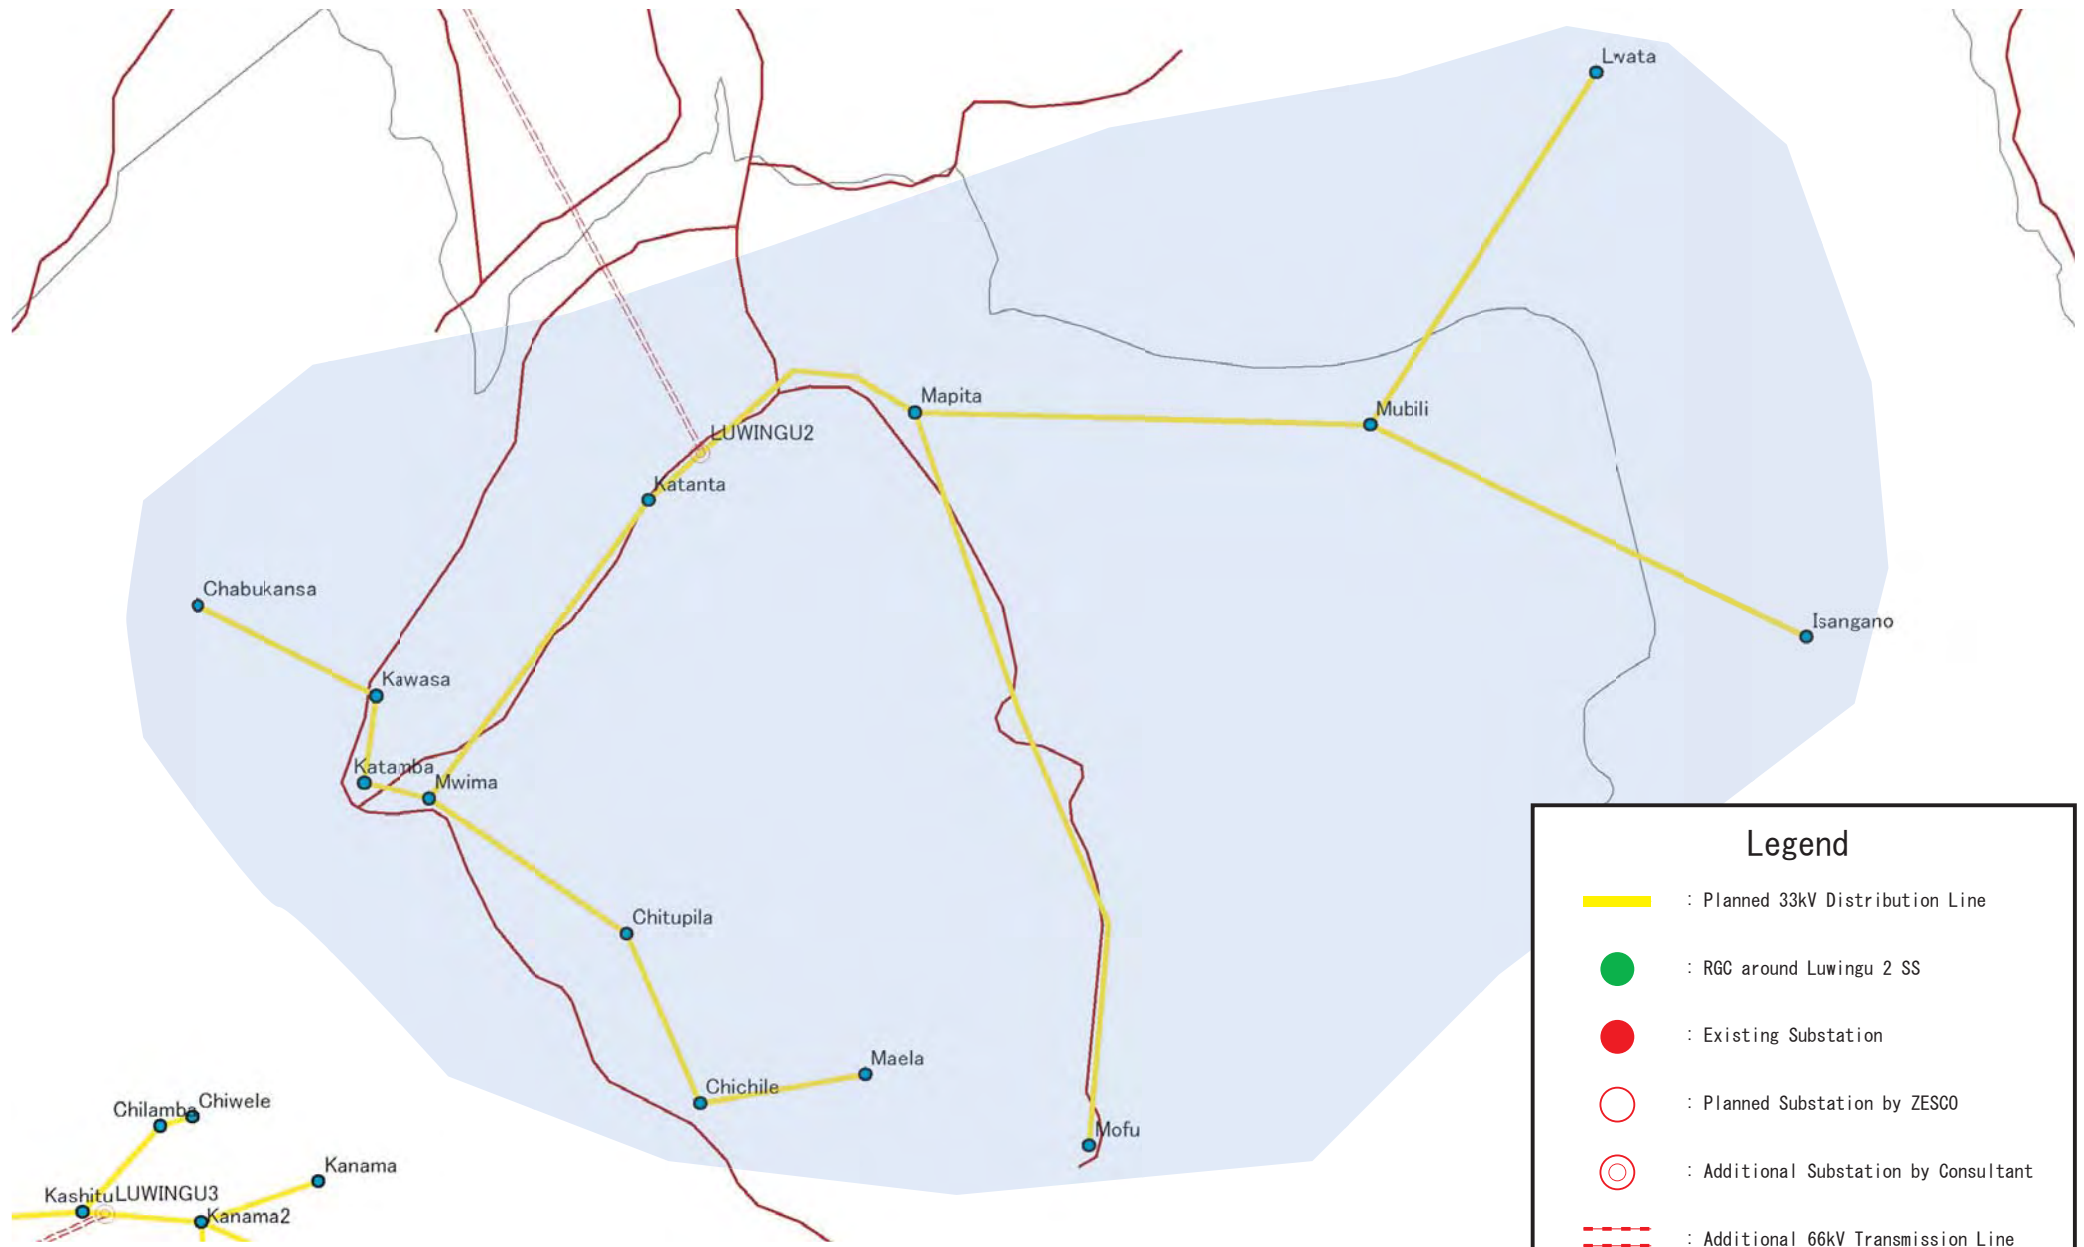 Lwata
Mapita
Mubili
LUWINGU2
Katanta
Chabukansa
Isangano
Kawasa
Katamba
Mwima
Chitupila
Maela
Chichile
Mofu
Chiwele
Chilamba
Kanama
Kashitu
LUWINGU3
Kanama2
Legend
: Planned 33kV Distribution Line
: RGC around Luwingu 2 SS
: Existing Substation
: Planned Substation by ZESCO
: Additional Substation by Consultant
: Additional 66kV Transmission Line